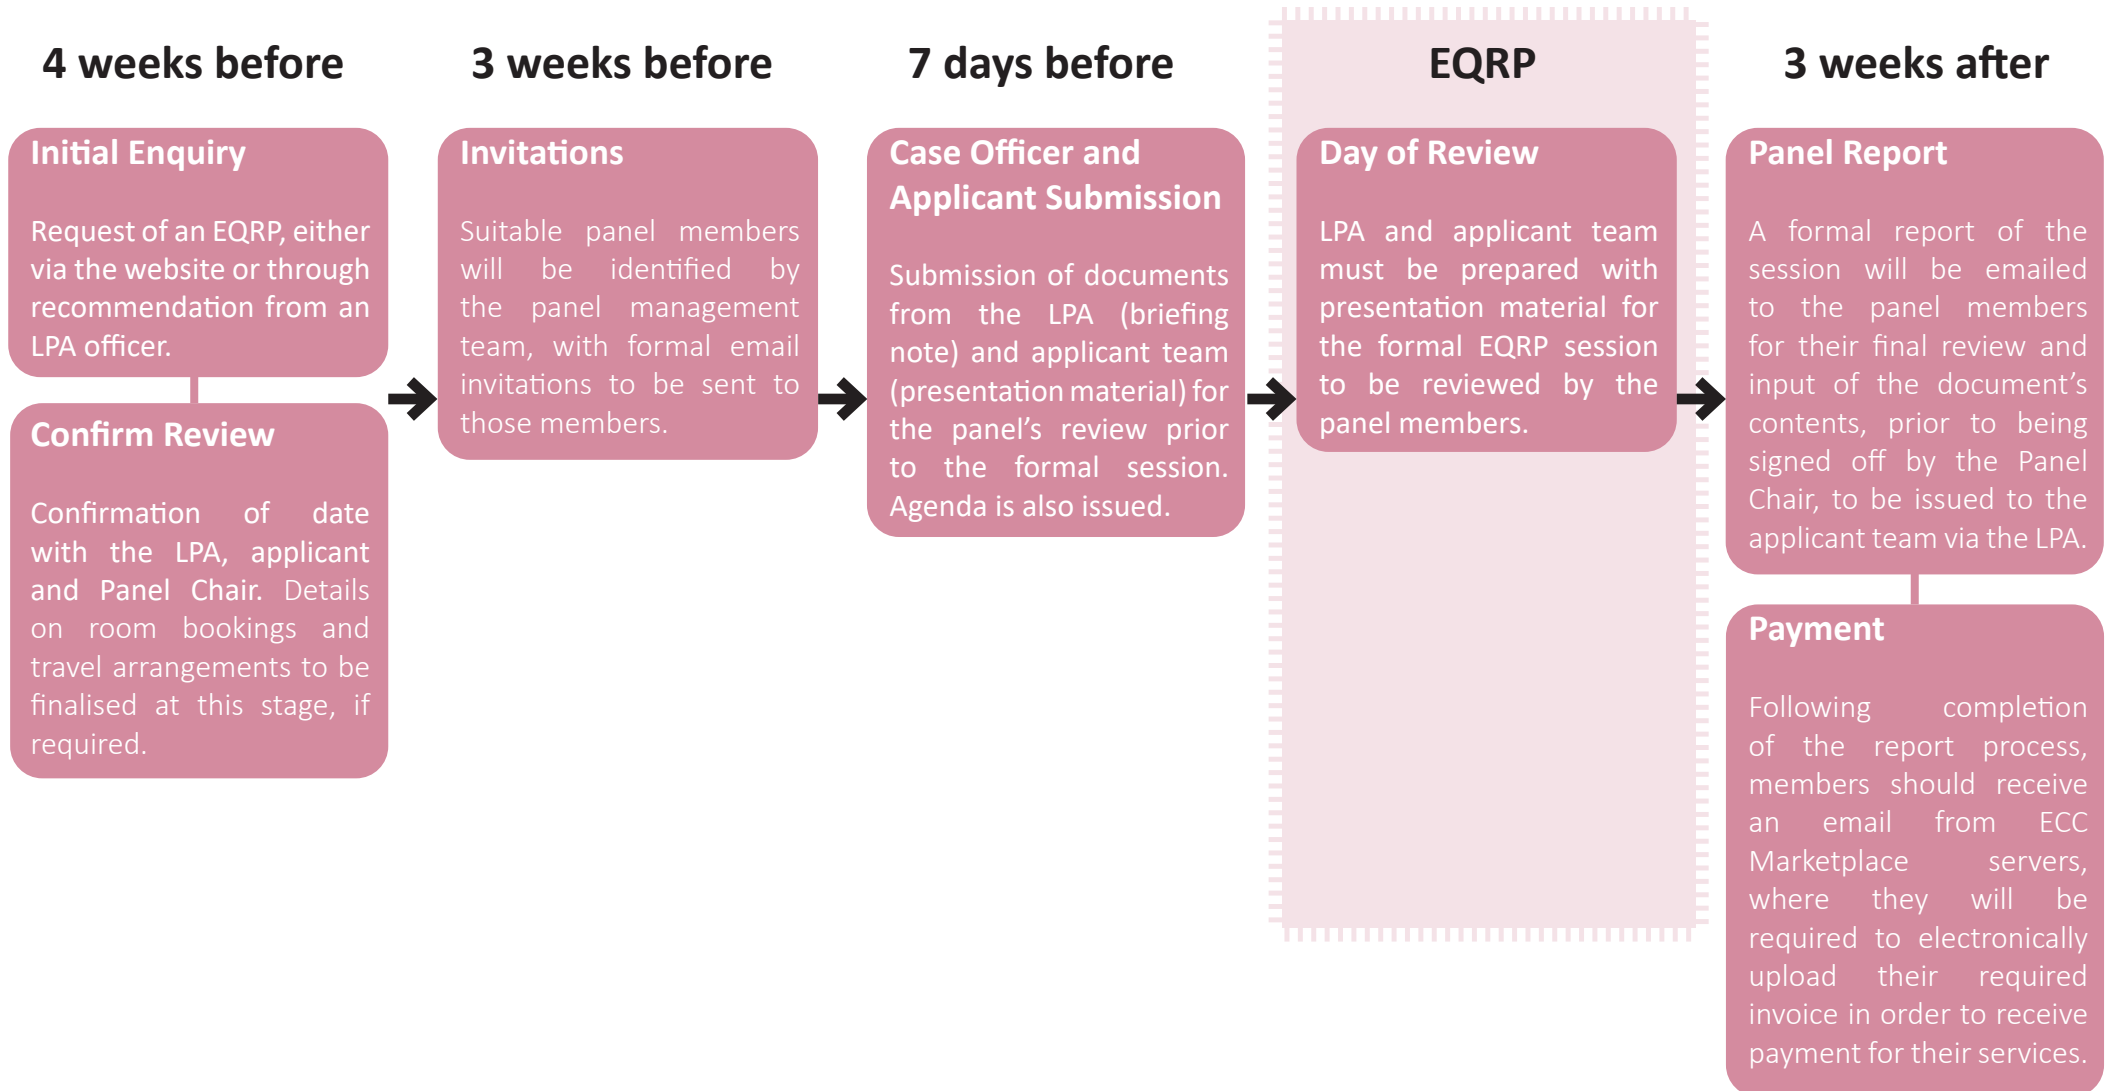 4 weeks before
Initial Enquiry
Request of an EQRP, either
via the website or through
recommendation from an
LPA officer.
Confirm Review
Confirmation of date
with the LPA, applicant
and Panel Chair. Details
on room bookings and
travel arrangements to be
finalised at this stage, if
required.
3 weeks before
Invitations
Suitable panel members
will be identified by
the panel management
team, with formal email
invitations to be sent to
those members.
7 days before
Case Officer and
Applicant Submission
Submission of documents
from the LPA (briefing
note) and applicant team
(presentation material) for
the panel’s review prior
to the formal session.
Agenda is also issued.
EQRP
Day of Review
LPA and applicant team
must be prepared with
presentation material for
the formal EQRP session
to be reviewed by the
panel members.
3 weeks after
Panel Report
A formal report of the
session will be emailed
to the panel members
for their final review and
input of the document’s
contents, prior to being
signed off by the Panel
Chair, to be issued to the
applicant team via the LPA.
Payment
Following completion
of the report process,
members should receive
an email from ECC
Marketplace servers,
where they will be
required to electronically
upload their required
invoice in order to receive
payment for their services.